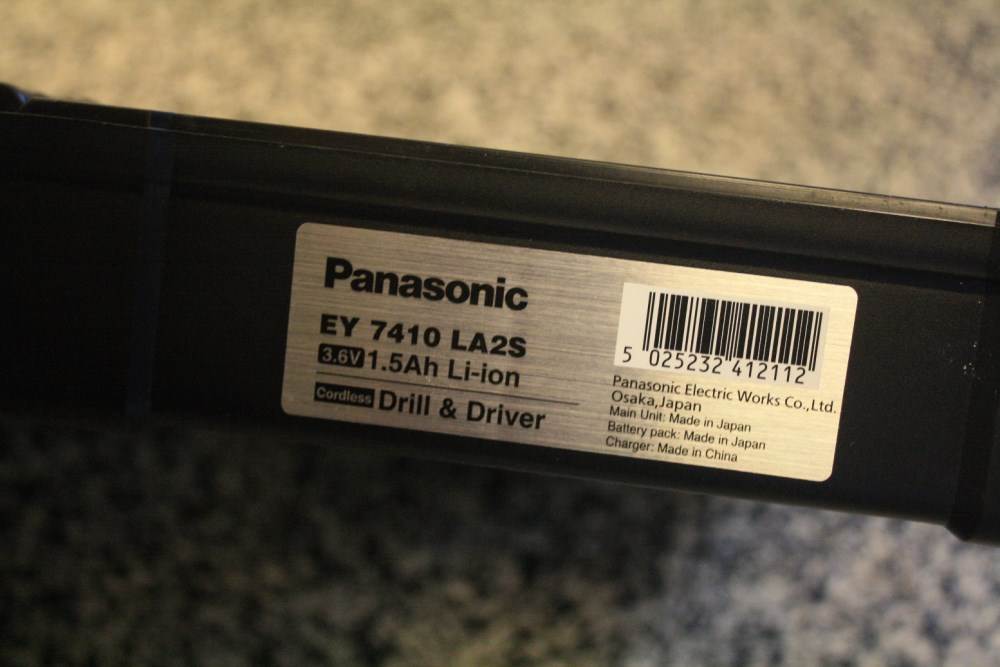 Panasonic
EY 7410 LA2S
3.6V 1.5Ah Li-ion
Cordless Drill & Driver
5 025232 412112
Panasonic Electric Works Co.,Ltd.
Osaka,Japan
Main Unit: Made in Japan
Battery pack: Made in Japan
Charger: Made in China